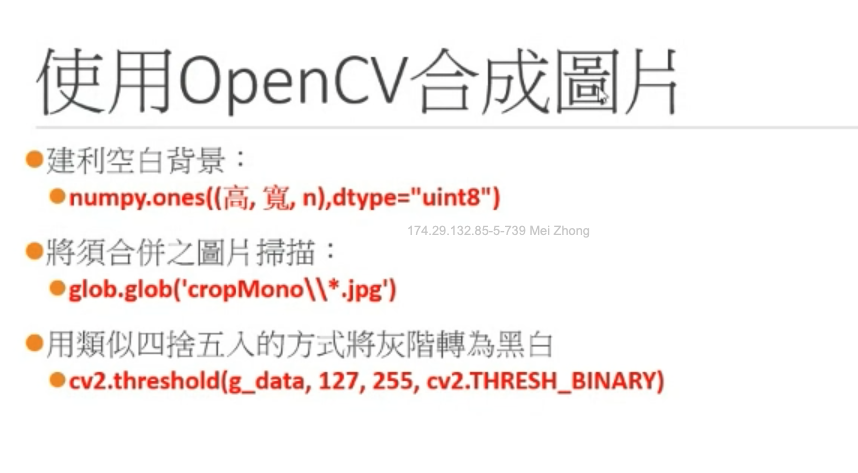 使用OpenCV合成圖片
建利空白背景：
numpy.ones((高, 寬, n),dtype="uint8")
174.29.132.85-5-739 Mei Zhong
將須合併之圖片掃描：
glob.glob('cropMono\\*.jpg')
用類似四捨五入的方式將灰階轉為黑白
cv2.threshold(g_data, 127, 255, cv2.THRESH_BINARY)